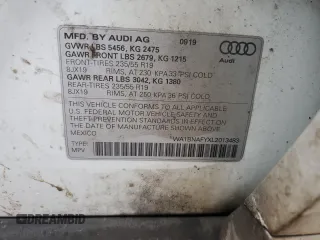 MFD. BY AUDI AG 0919
GVWR LBS 5456, KG 2475
GAWR FRONT LBS 2679, KG 1215
FRONT-TIRES 235/55 R19
8JX19 RIMS, AT 230 KPA 33 PSI COLD
GAWR REAR LBS 3042, KG 1380
REAR-TIRES 235/55 R19
8JX19 RIMS, AT 250 KPA 36 PSI COLD
THIS VEHICLE CONFORMS TO ALL APPLICABLE
U.S. FEDERAL MOTOR VEHICLE SAFETY,
BUMPER, AND THEFT PREVENTION STANDARDS
IN EFFECT ON THE DATE OF
MANUFACTURE SHOWN ABOVE.
MEXICO
Audi
TYPE:
AUTOBIDMASTER